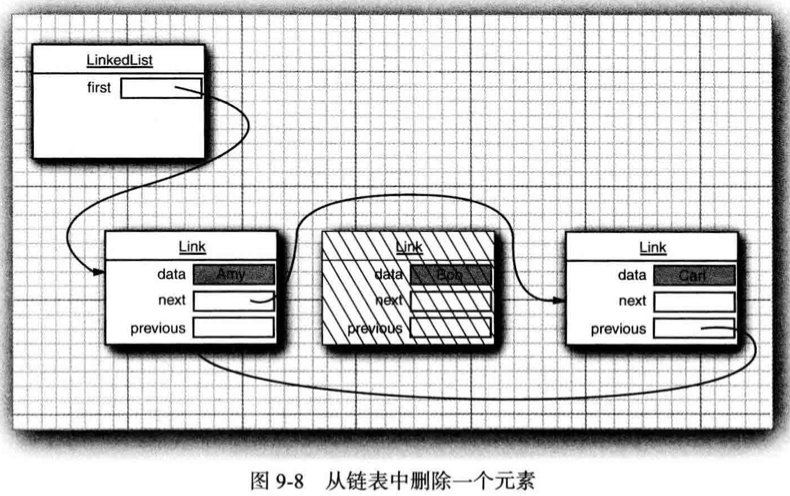 LinkedList
first
Link
data Amy
next
previous
Link
data Bob
next
previous
Link
data Carl
next
previous
图 9-8 从链表中删除一个元素